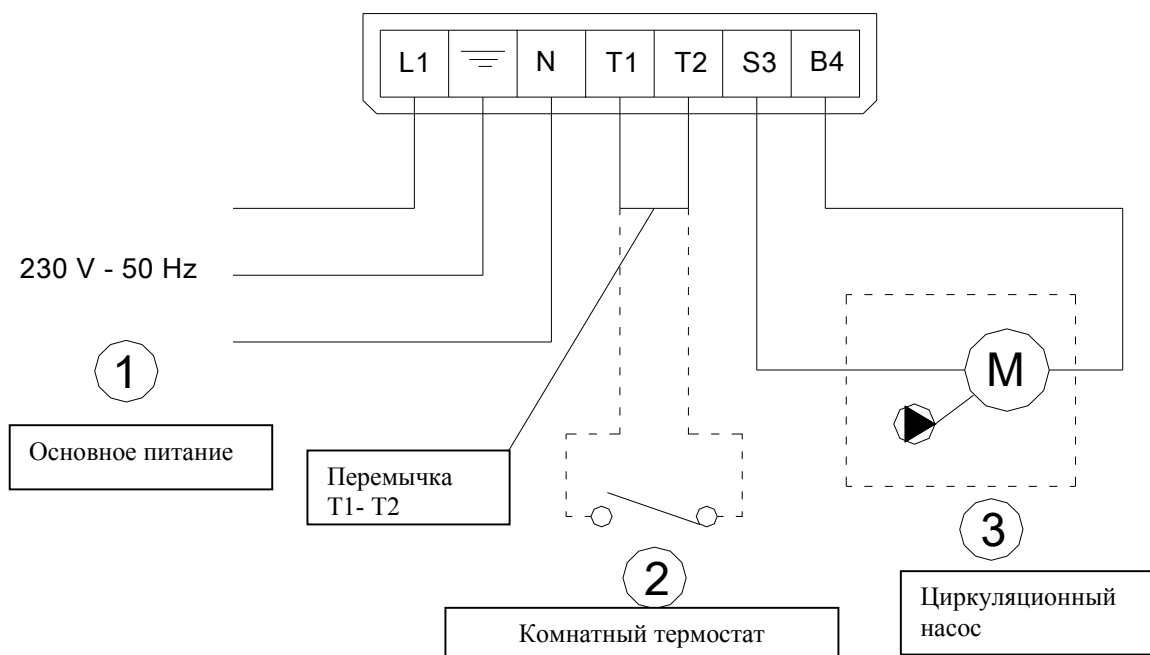 L1 N T1 T2 S3 B4
230 V - 50 Hz
1
Основное питание
Перемычка
T1- T2
M
2
Комнатный термостат
3
Циркуляционный
насос